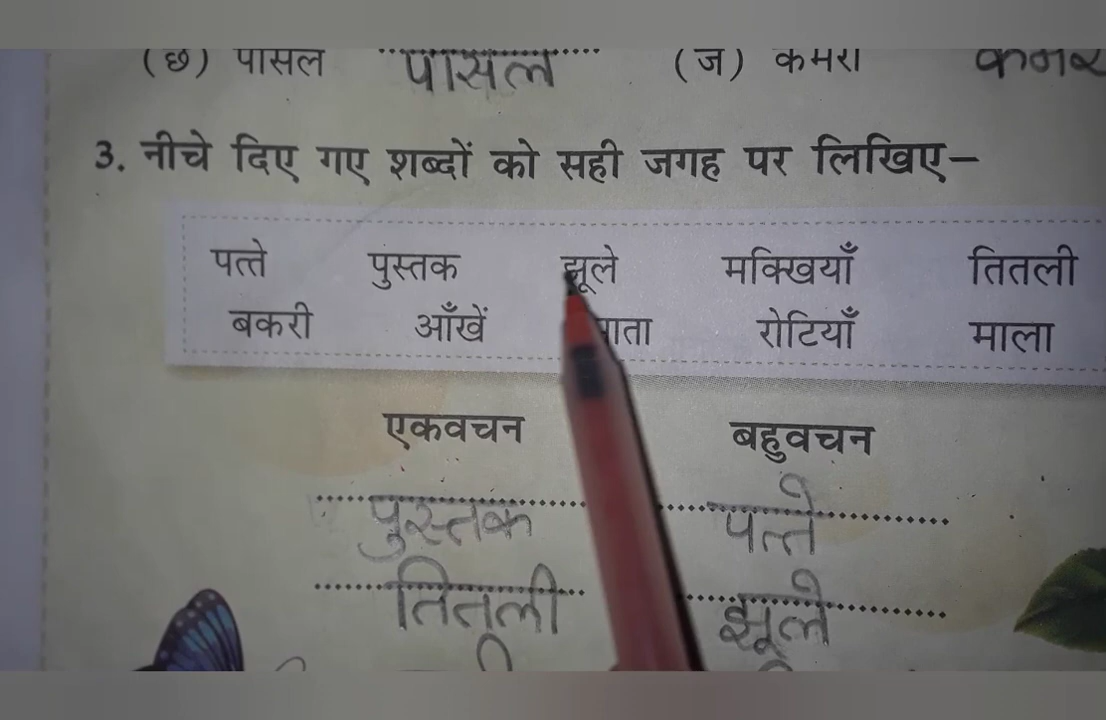 (छ) पासल पासल (ज) कमरा
3. नीचे दिए गए शब्दों को सही जगह पर लिखिए–
पत्ते पुस्तक झूले मक्खियाँ तितली
बकरी आँखें रोटियाँ माला
एकवचन बहुवचन
पुस्तक पत्ते
तितली झूले